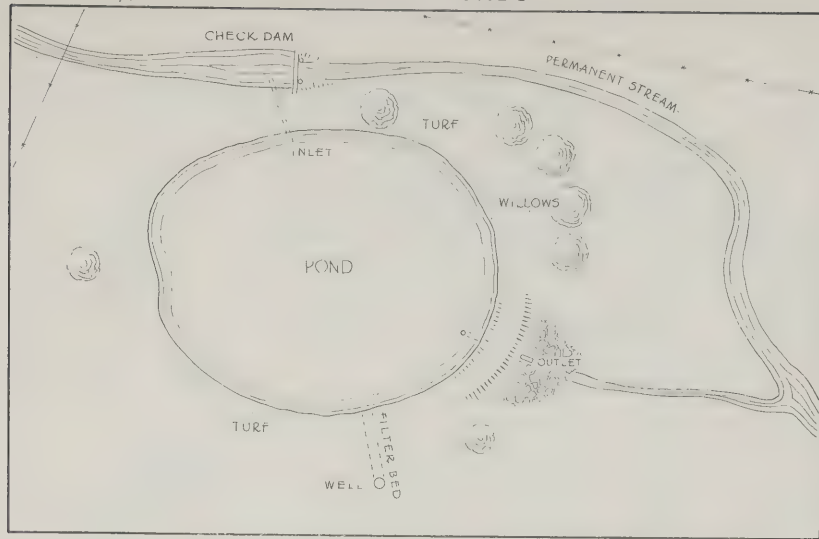 CHECK DAM
PERMANENT STREAM
TURF
INLET
WILLOWS
POND
OUTLET
TURF
FILTER BED
WELL